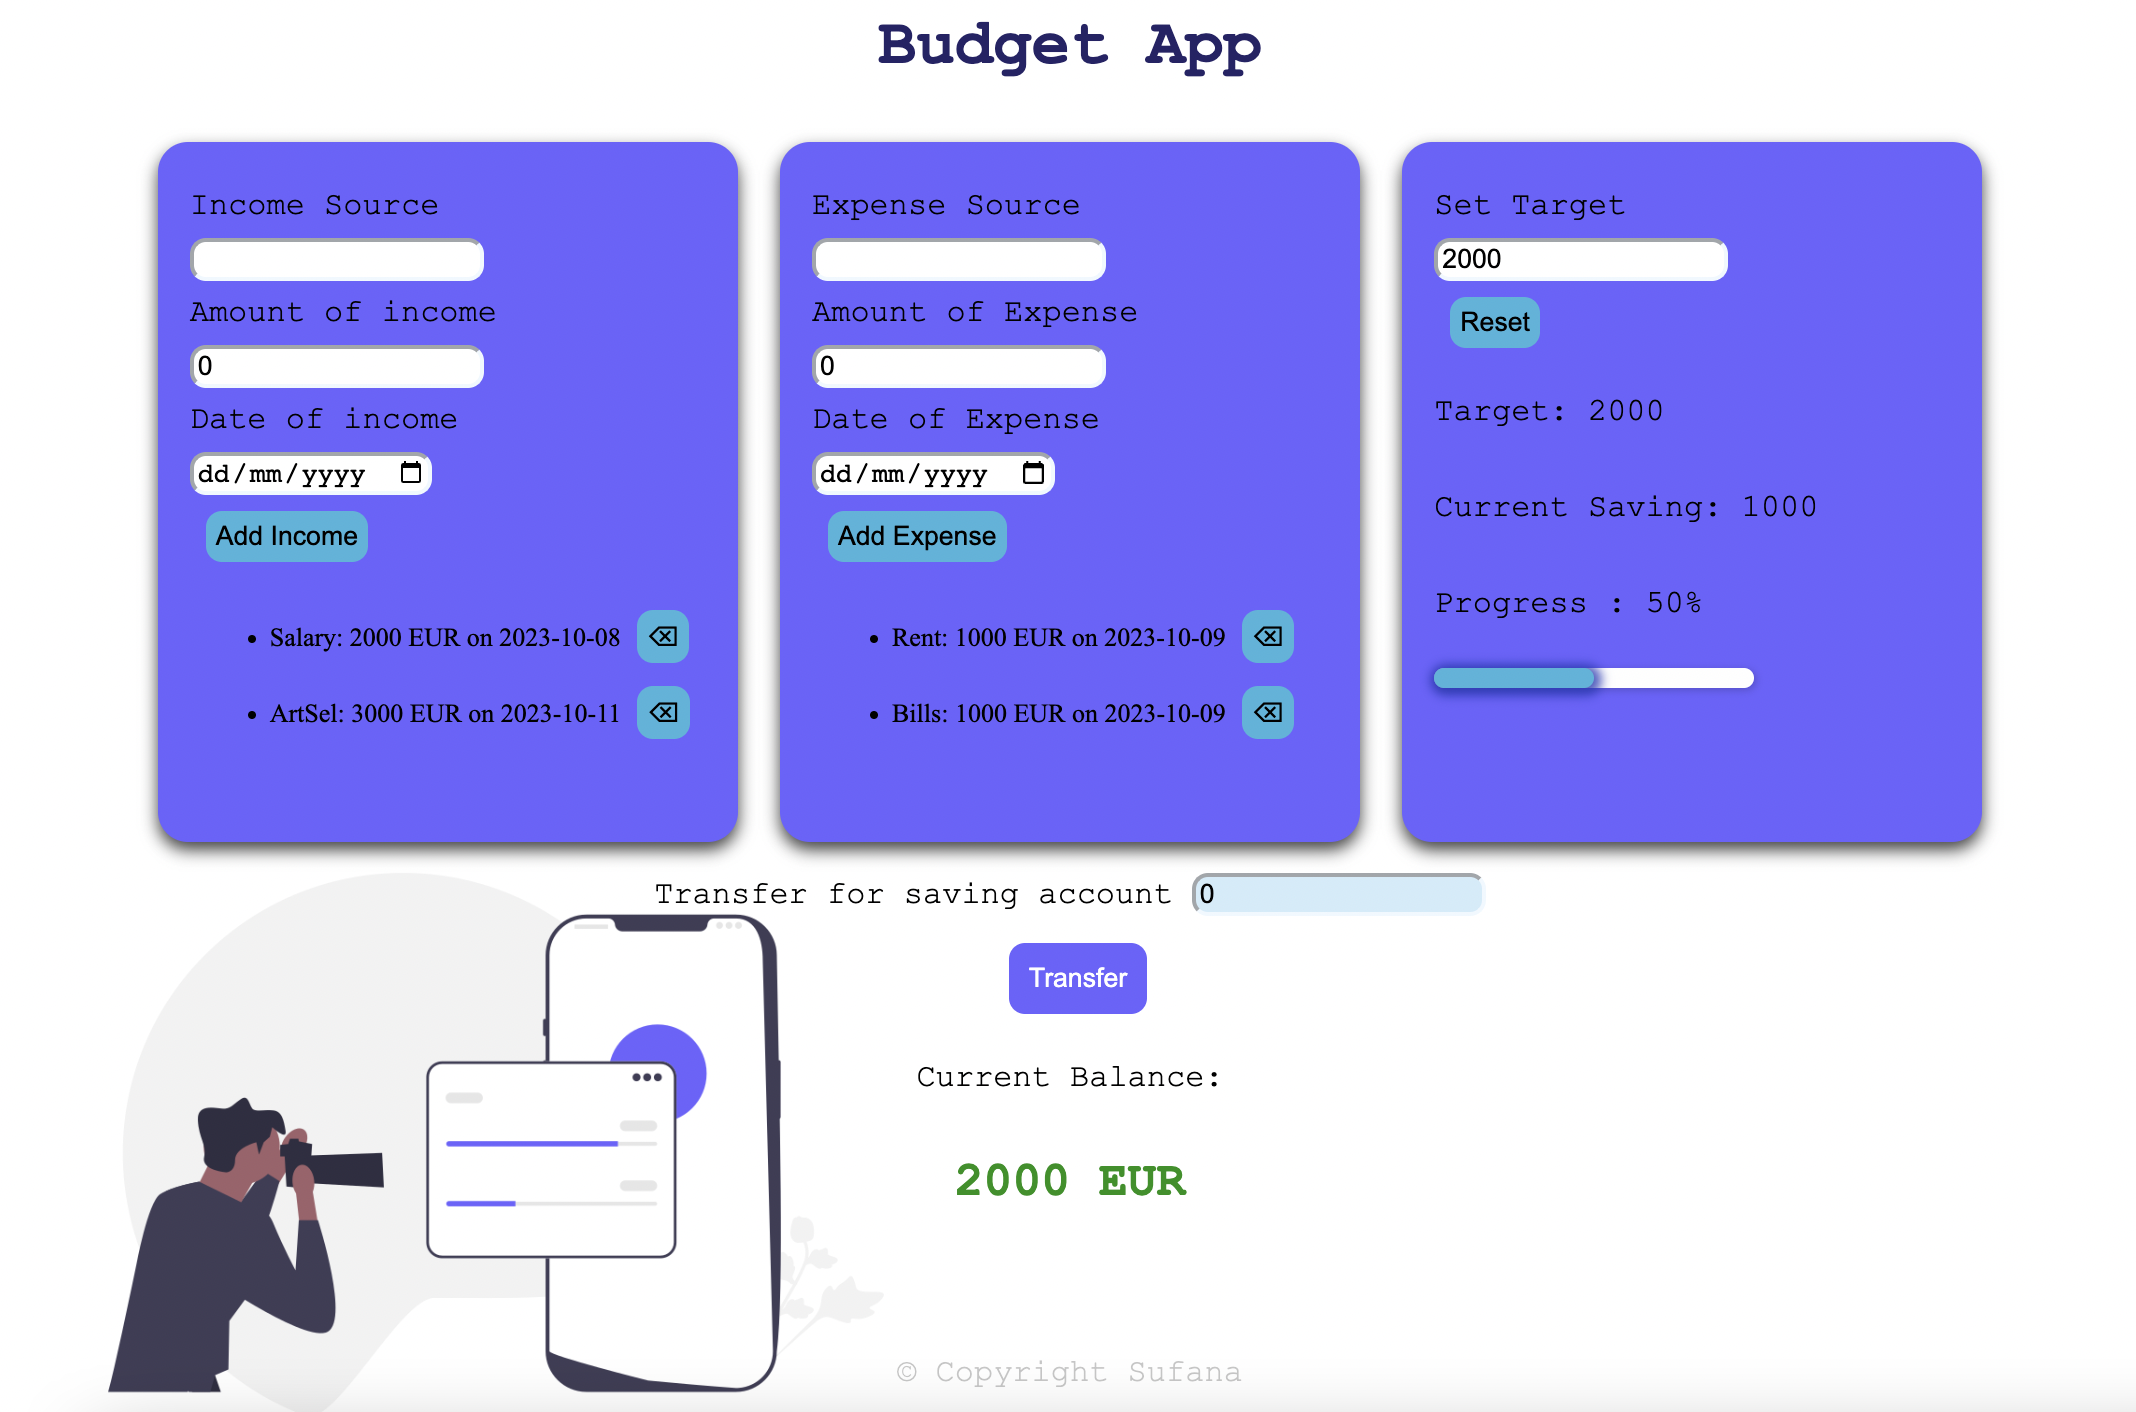 Budget App
Income Source
Amount of income
0
Date of income
dd/mm/yyyy
Add Income
Salary: 2000 EUR on 2023-10-08
ArtSel: 3000 EUR on 2023-10-11
Expense Source
Amount of Expense
0
Date of Expense
dd/mm/yyyy
Add Expense
Rent: 1000 EUR on 2023-10-09
Bills: 1000 EUR on 2023-10-09
Set Target
2000
Reset
Target: 2000
Current Saving: 1000
Progress : 50%
Transfer for saving account 0
Transfer
Current Balance:
2000 EUR
© Copyright Sufana